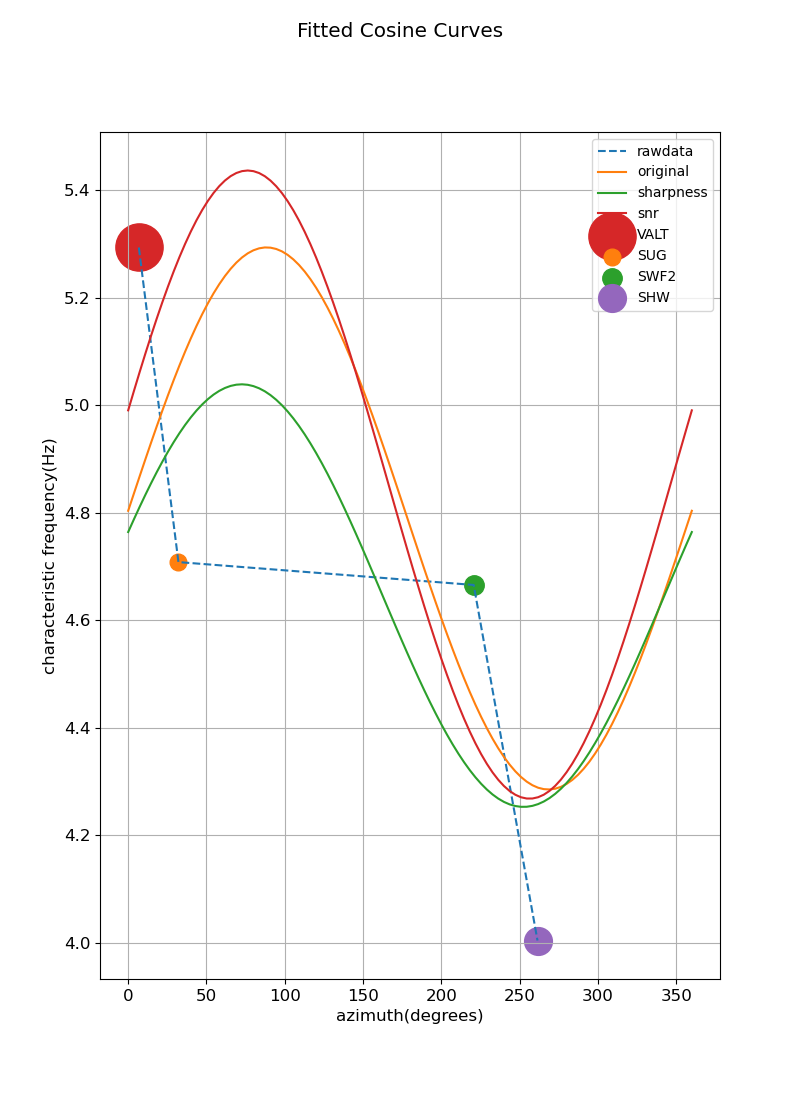 Fitted Cosine Curves
rawdata
original
sharpness
snr
VALT
SUG
SWF2
SHW
5.4
5.2
5.0
4.8
4.6
4.4
4.2
4.0
characteristic frequency(Hz)
0 50 100 150 200 250 300 350
azimuth(degrees)